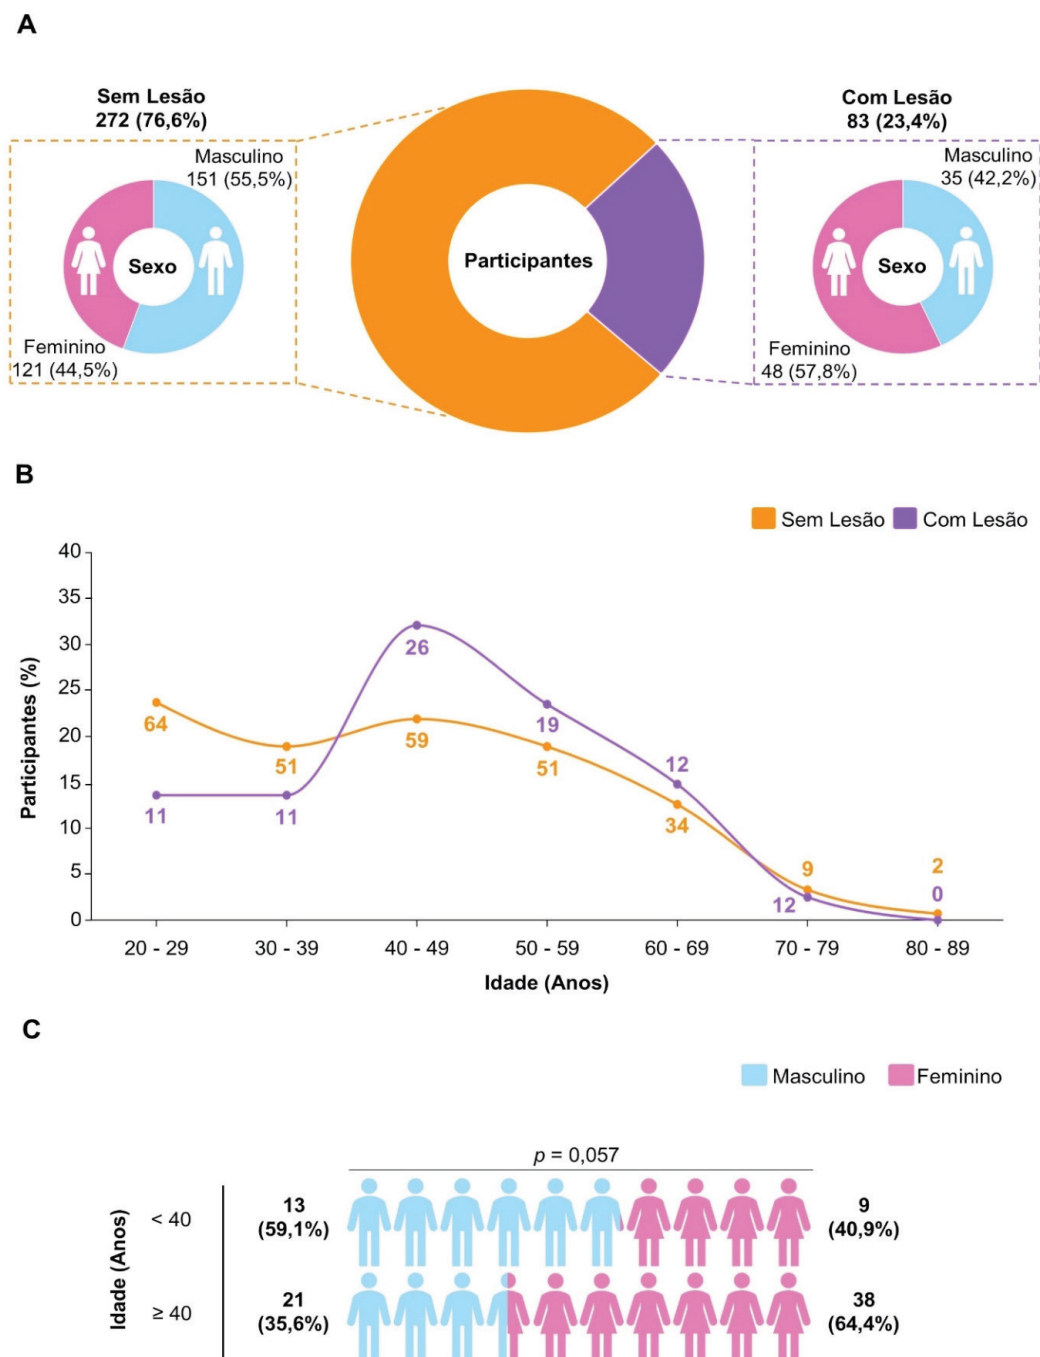 A
Sem Lesão
272 (76,6%)
Masculino
151 (55,5%)
Sexo
Feminino
121 (44,5%)
Participantes
Com Lesão
83 (23,4%)
Masculino
35 (42,2%)
Sexo
Feminino
48 (57,8%)
B
Sem Lesão Com Lesão
Participantes (%)
40
35
30
25
20
15
10
5
0
64
51
59
51
34
9
2
11
11
26
19
12
12
0
20 - 29 30 - 39 40 - 49 50 - 59 60 - 69 70 - 79 80 - 89
Idade (Anos)
C
Masculino Feminino
p = 0,057
Idade (Anos)
< 40
13
(59,1%)
9
(40,9%)
≥ 40
21
(35,6%)
38
(64,4%)